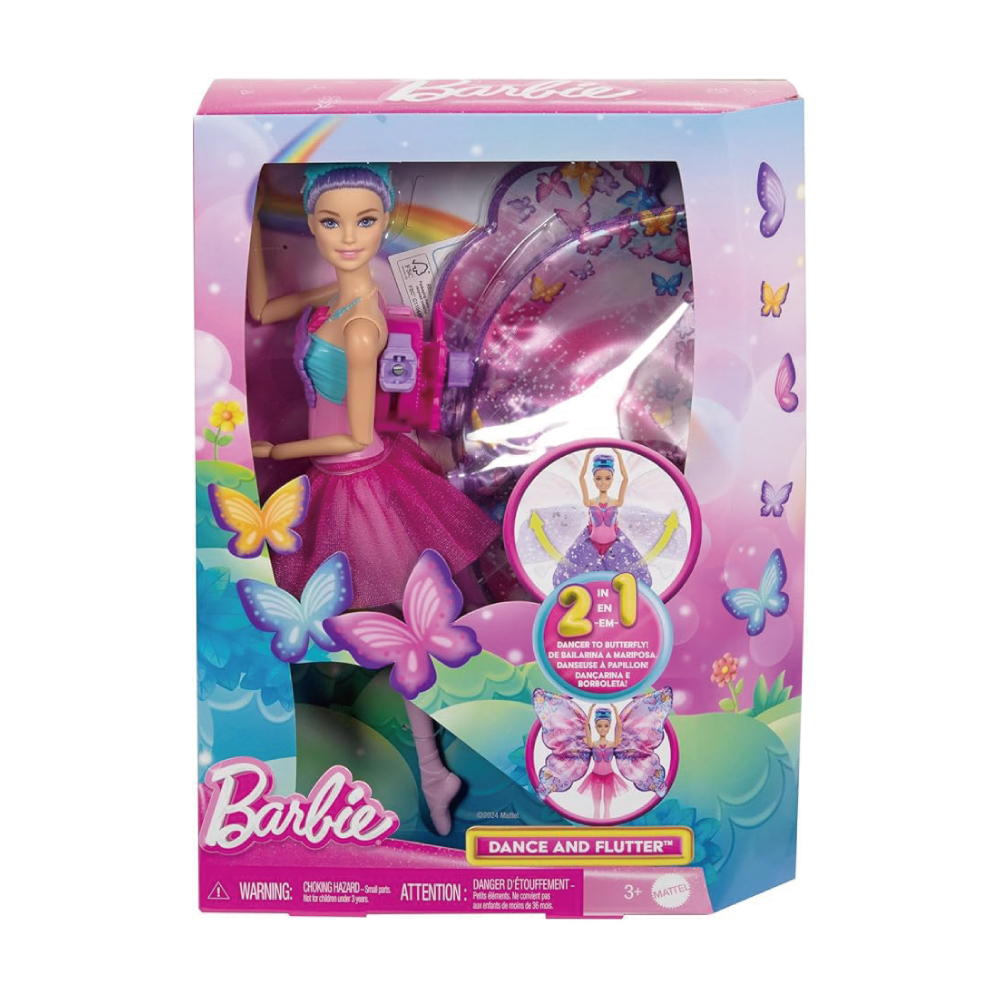 Barbie
FSC
2 IN 1
EN
-EM-
DANCER TO BUTTERFLY!
DE BAILARINA A MARIPOSA.
DANSEUSE À PAPILLON!
DANÇARINA E
BORBOLETA!
Barbie
©2024 Mattel.
DANCE AND FLUTTER™
WARNING: CHOKING HAZARD – Small parts.
Not for children under 3 years.
ATTENTION : DANGER D'ÉTOUFFEMENT -
Petits éléments. Ne convient pas
aux enfants de moins de 36 mois.
3+
MATTEL